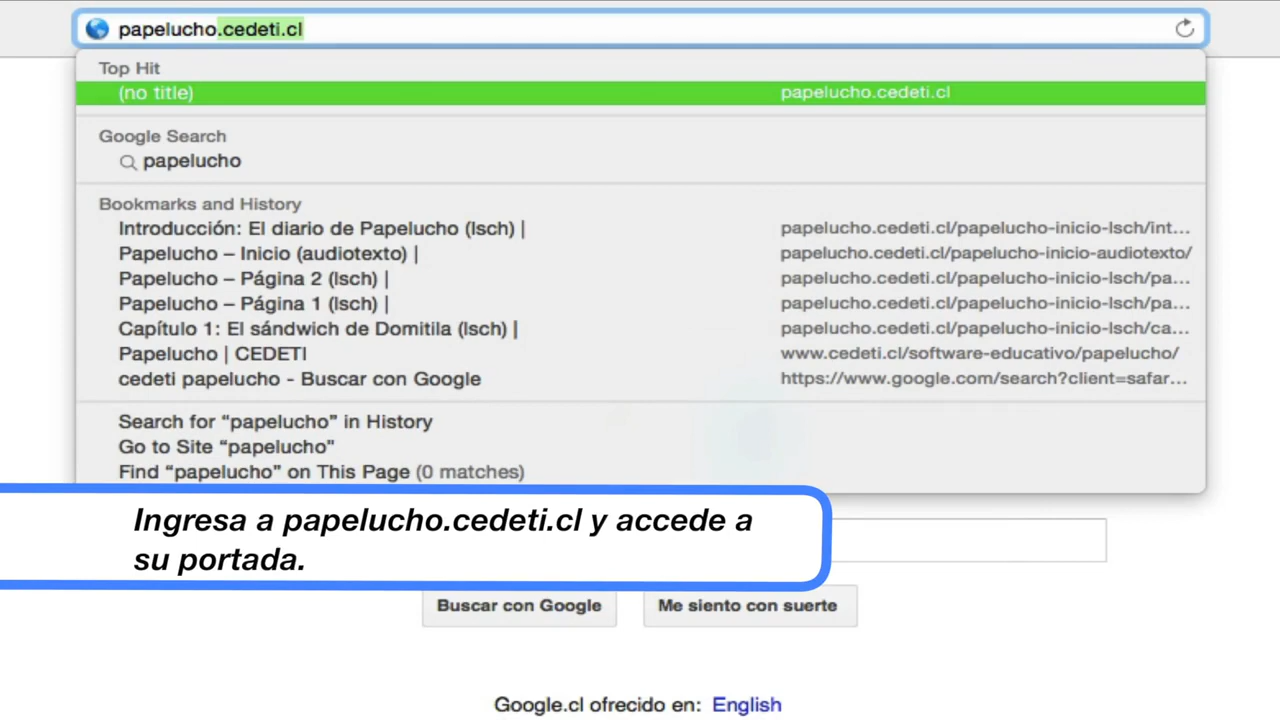 papelucho.cedeti.cl
Top Hit
(no title) papelucho.cedeti.cl
Google Search
papelucho
Bookmarks and History
Introducción: El diario de Papelucho (lsch) | papelucho.cedeti.cl/papelucho-inicio-lsch/int...
Papelucho – Inicio (audiotexto) | papelucho.cedeti.cl/papelucho-inicio-audiotexto/
Papelucho – Página 2 (lsch) | papelucho.cedeti.cl/papelucho-inicio-lsch/pa...
Papelucho – Página 1 (lsch) | papelucho.cedeti.cl/papelucho-inicio-lsch/pa...
Capítulo 1: El sándwich de Domitila (lsch) | papelucho.cedeti.cl/papelucho-inicio-lsch/ca...
Papelucho | CEDETI www.cedeti.cl/software-educativo/papelucho/
cedeti papelucho - Buscar con Google https://www.google.com/search?client=safar...
Search for “papelucho” in History
Go to Site “papelucho”
Find “papelucho” on This Page (0 matches)
Ingresa a papelucho.cedeti.cl y accede a
su portada.
Buscar con Google Me siento con suerte
Google.cl ofrecido en: English